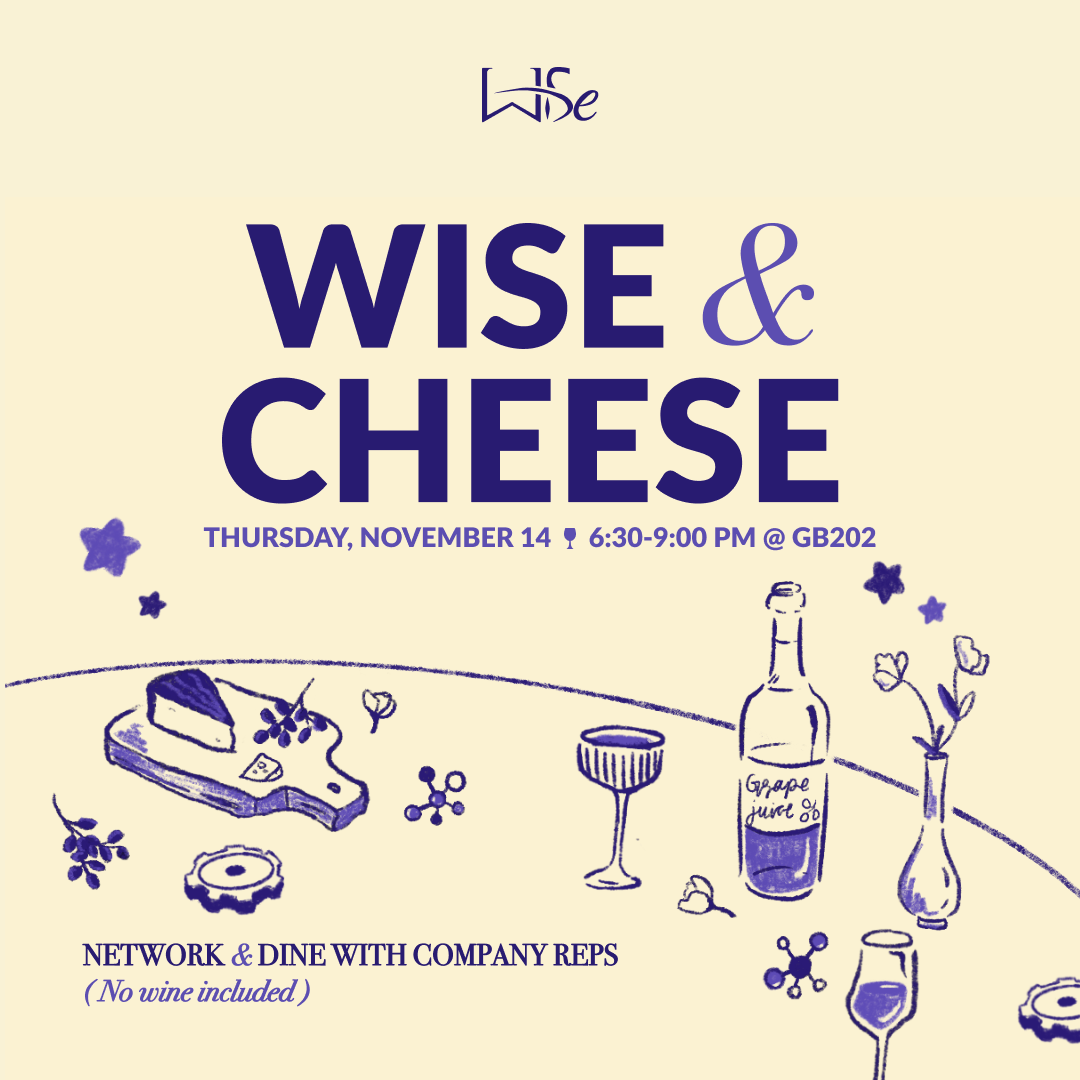 WiSe
WISE &
CHEESE
THURSDAY, NOVEMBER 14 6:30-9:00 PM @ GB202
Grape
juice
NETWORK & DINE WITH COMPANY REPS
( No wine included )